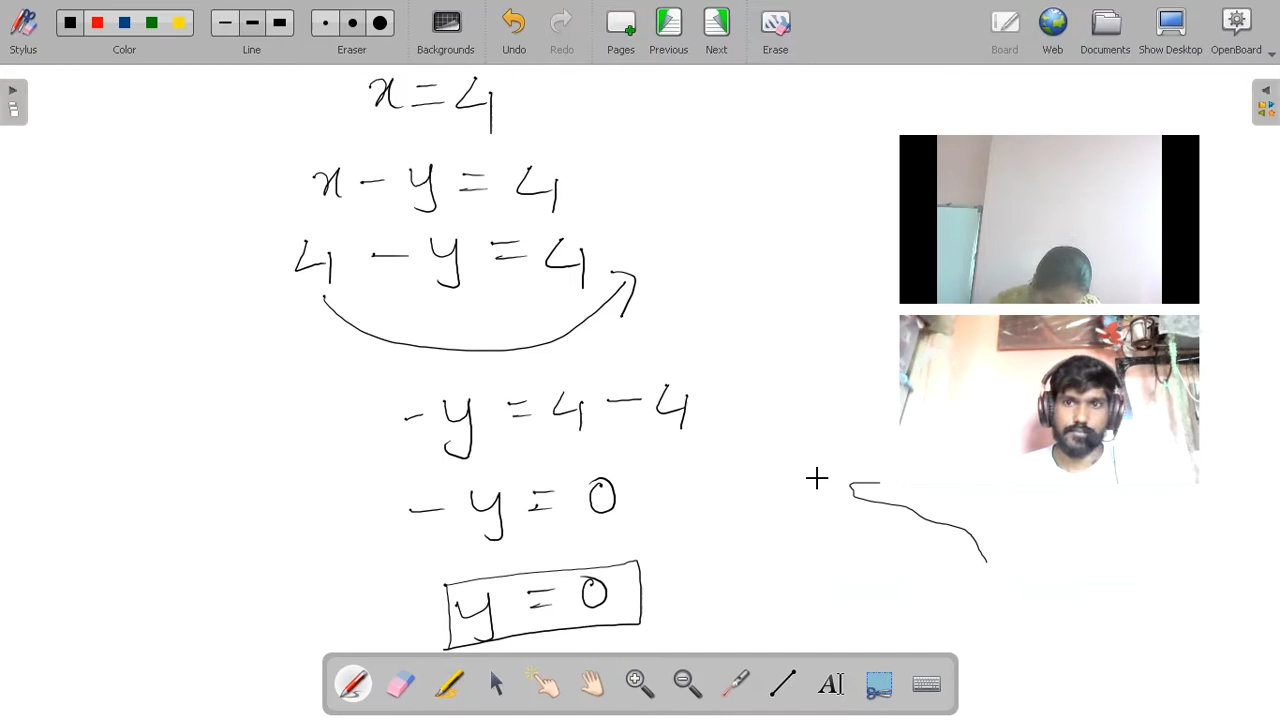 Stylus Color Line Eraser Backgrounds Undo Redo Pages Previous Next Erase Board Web Documents Show Desktop OpenBoard
x = 4
x - y = 4
4 - y = 4
- y = 4 - 4
- y = 0
y = 0
AI